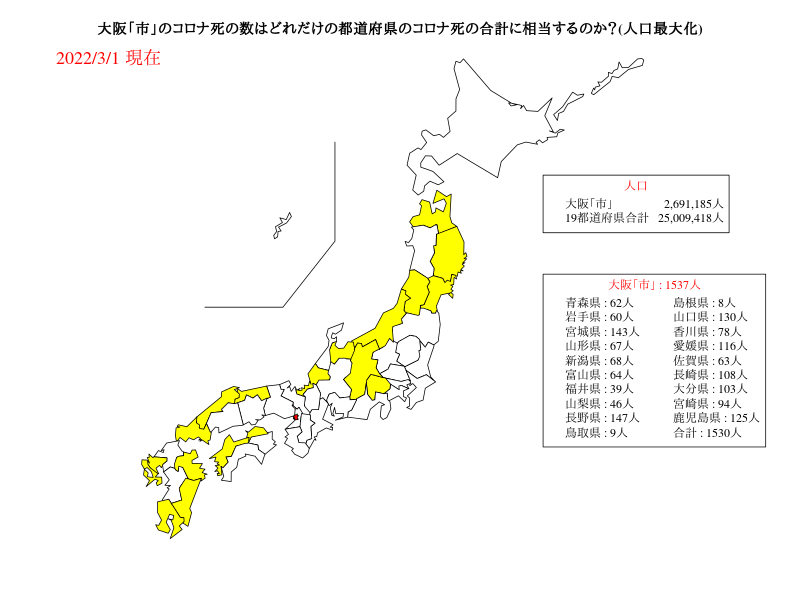 大阪「市」のコロナ死の数はどれだけの都道府県のコロナ死の合計に相当するのか?(人口最大化)
2022/3/1 現在
人口
大阪「市」 2,691,185人
19都道府県合計 25,009,418人
大阪「市」 : 1537人
青森県 : 62人 島根県 : 8人
岩手県 : 60人 山口県 : 130人
宮城県 : 143人 香川県 : 78人
山形県 : 67人 愛媛県 : 116人
新潟県 : 68人 佐賀県 : 63人
富山県 : 64人 長崎県 : 108人
福井県 : 39人 大分県 : 103人
山梨県 : 46人 宮崎県 : 94人
長野県 : 147人 鹿児島県 : 125人
鳥取県 : 9人 合計 : 1530人